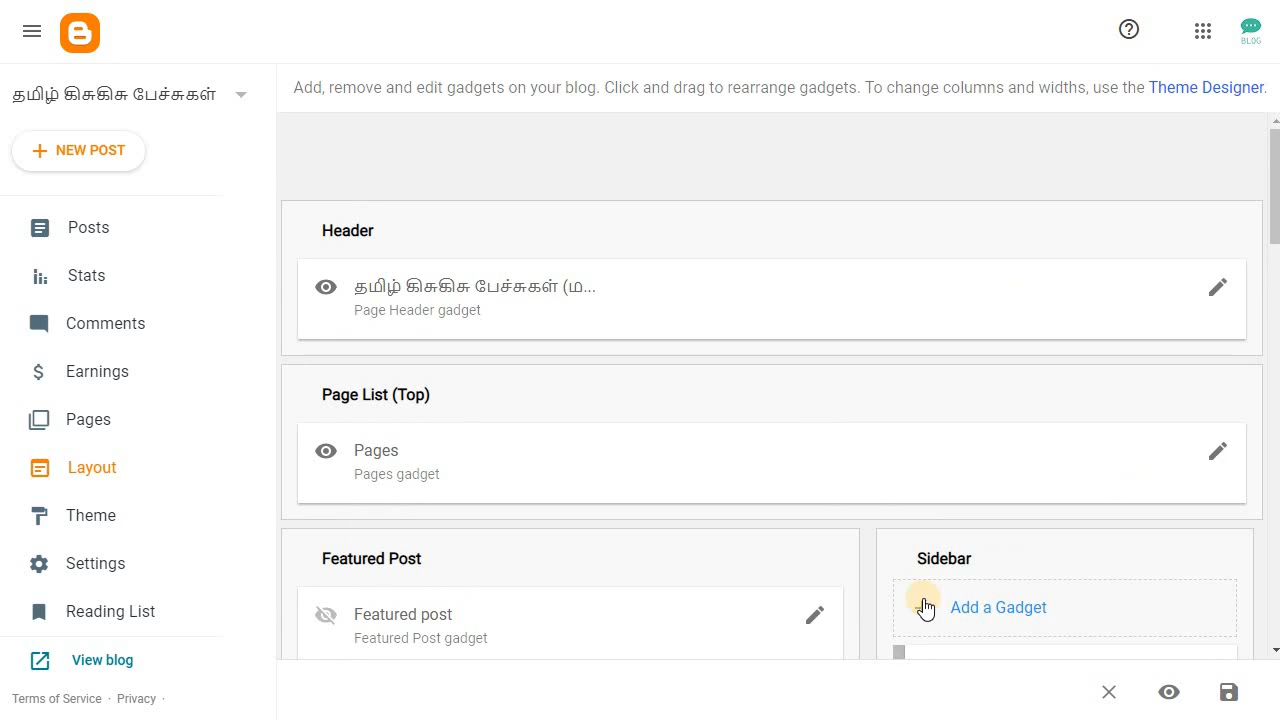 BLOG
தமிழ் கிசுகிசு பேச்சுகள்
Add, remove and edit gadgets on your blog. Click and drag to rearrange gadgets. To change columns and widths, use the Theme Designer.
NEW POST
Posts
Stats
Comments
Earnings
Pages
Layout
Theme
Settings
Reading List
View blog
Terms of Service · Privacy ·
Header
தமிழ் கிசுகிசு பேச்சுகள் (ம...
Page Header gadget
Page List (Top)
Pages
Pages gadget
Featured Post
Featured post
Featured Post gadget
Sidebar
Add a Gadget